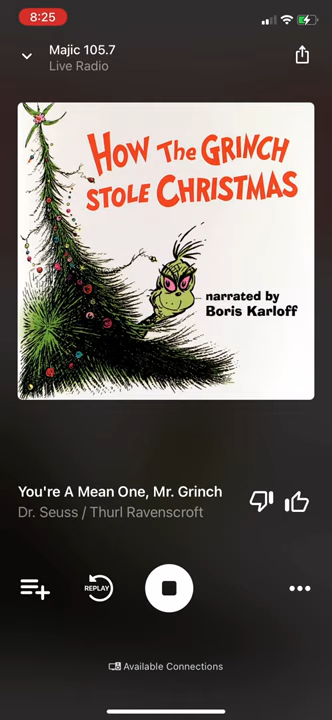 8:25
Majic 105.7
Live Radio
HOW THE GRINCH
STOLE CHRISTMAS
narrated by
Boris Karloff
You're A Mean One, Mr. Grinch
Dr. Seuss / Thurl Ravenscroft
REPLAY
Available Connections